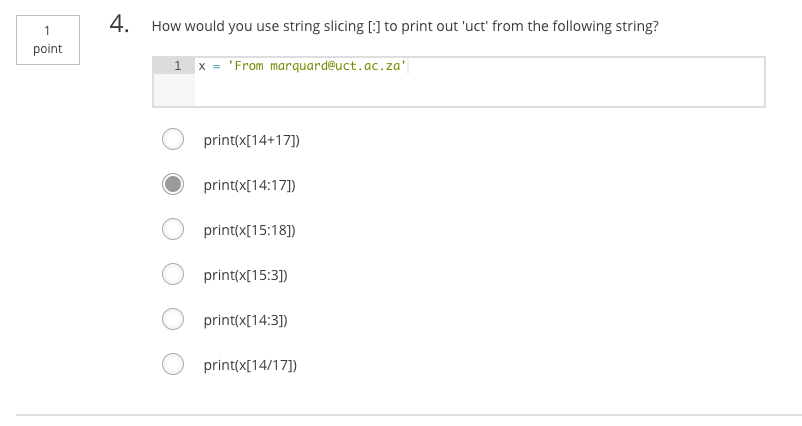 1
point
4. How would you use string slicing [:] to print out 'uct' from the following string?
1 x = 'From marquard@uct.ac.za'
print(x[14+17])
print(x[14:17])
print(x[15:18])
print(x[15:3])
print(x[14:3])
print(x[14/17])